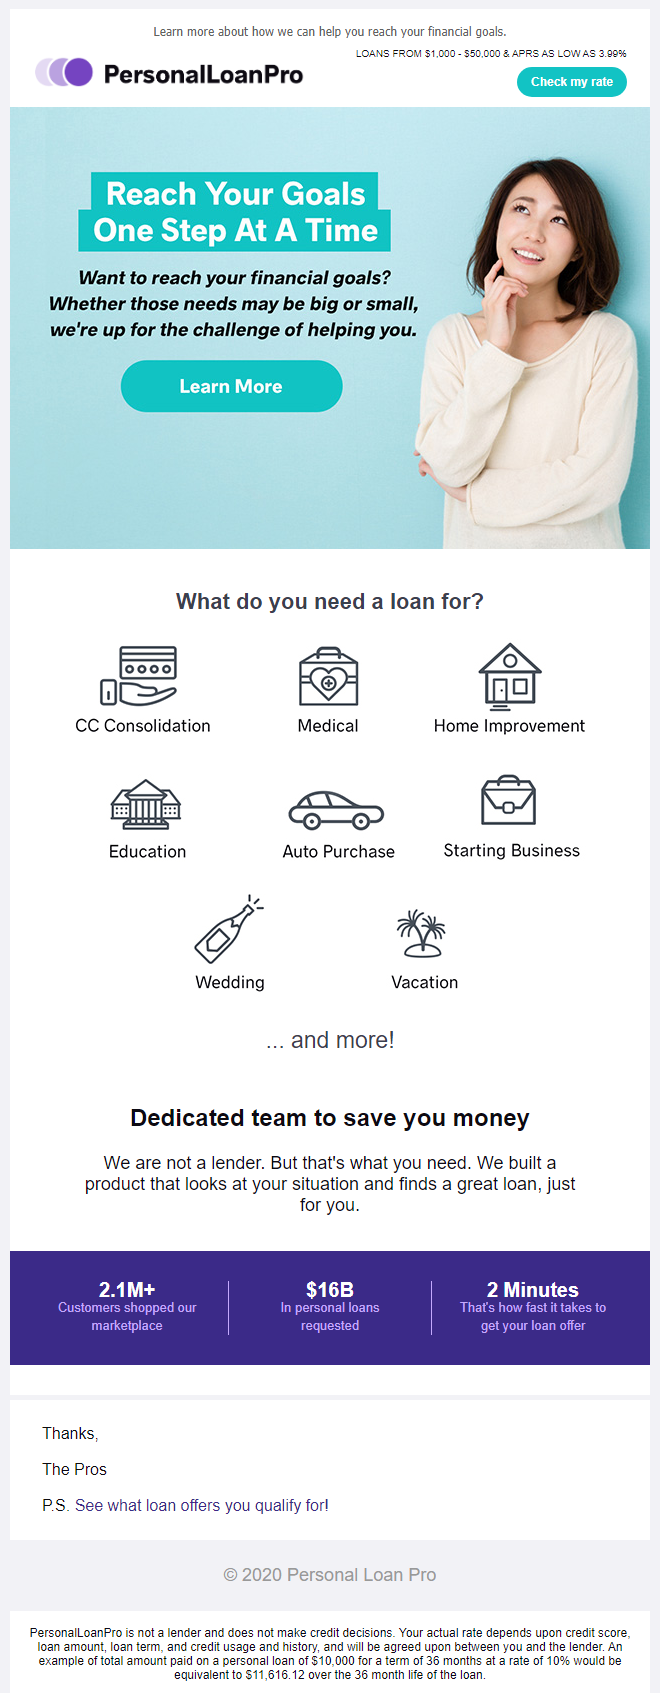 Learn more about how we can help you reach your financial goals.
LOANS FROM $1,000 - $50,000 & APRS AS LOW AS 3.99%
PersonalLoanPro
Check my rate
Reach Your Goals
One Step At A Time
Want to reach your financial goals?
Whether those needs may be big or small,
we're up for the challenge of helping you.
Learn More
What do you need a loan for?
CC Consolidation
Medical
Home Improvement
Education
Auto Purchase
Starting Business
Wedding
Vacation
... and more!
Dedicated team to save you money
We are not a lender. But that's what you need. We built a
product that looks at your situation and finds a great loan, just
for you.
2.1M+
Customers shopped our
marketplace
$16B
In personal loans
requested
2 Minutes
That's how fast it takes to
get your loan offer
Thanks,
The Pros
P.S. See what loan offers you qualify for!
© 2020 Personal Loan Pro
PersonalLoanPro is not a lender and does not make credit decisions. Your actual rate depends upon credit score,
loan amount, loan term, and credit usage and history, and will be agreed upon between you and the lender. An
example of total amount paid on a personal loan of $10,000 for a term of 36 months at a rate of 10% would be
equivalent to $11,616.12 over the 36 month life of the loan.